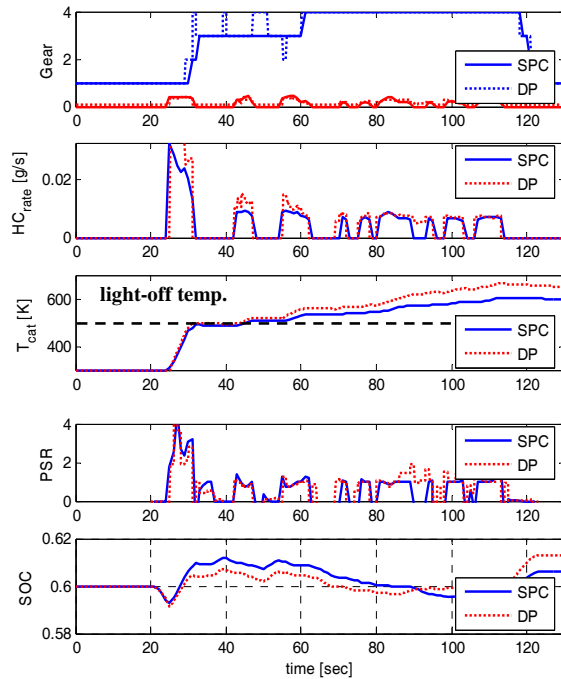 4
2
0
Gear
SPC
DP
0 20 40 60 80 100 120
0.02
0
HC_rate [g/s]
SPC
DP
0 20 40 60 80 100 120
light-off temp.
600
400
T_cat [K]
SPC
DP
0 20 40 60 80 100 120
4
2
0
PSR
SPC
DP
0 20 40 60 80 100 120
0.62
0.6
0.58
SOC
SPC
DP
0 20 40 60 80 100 120
time [sec]